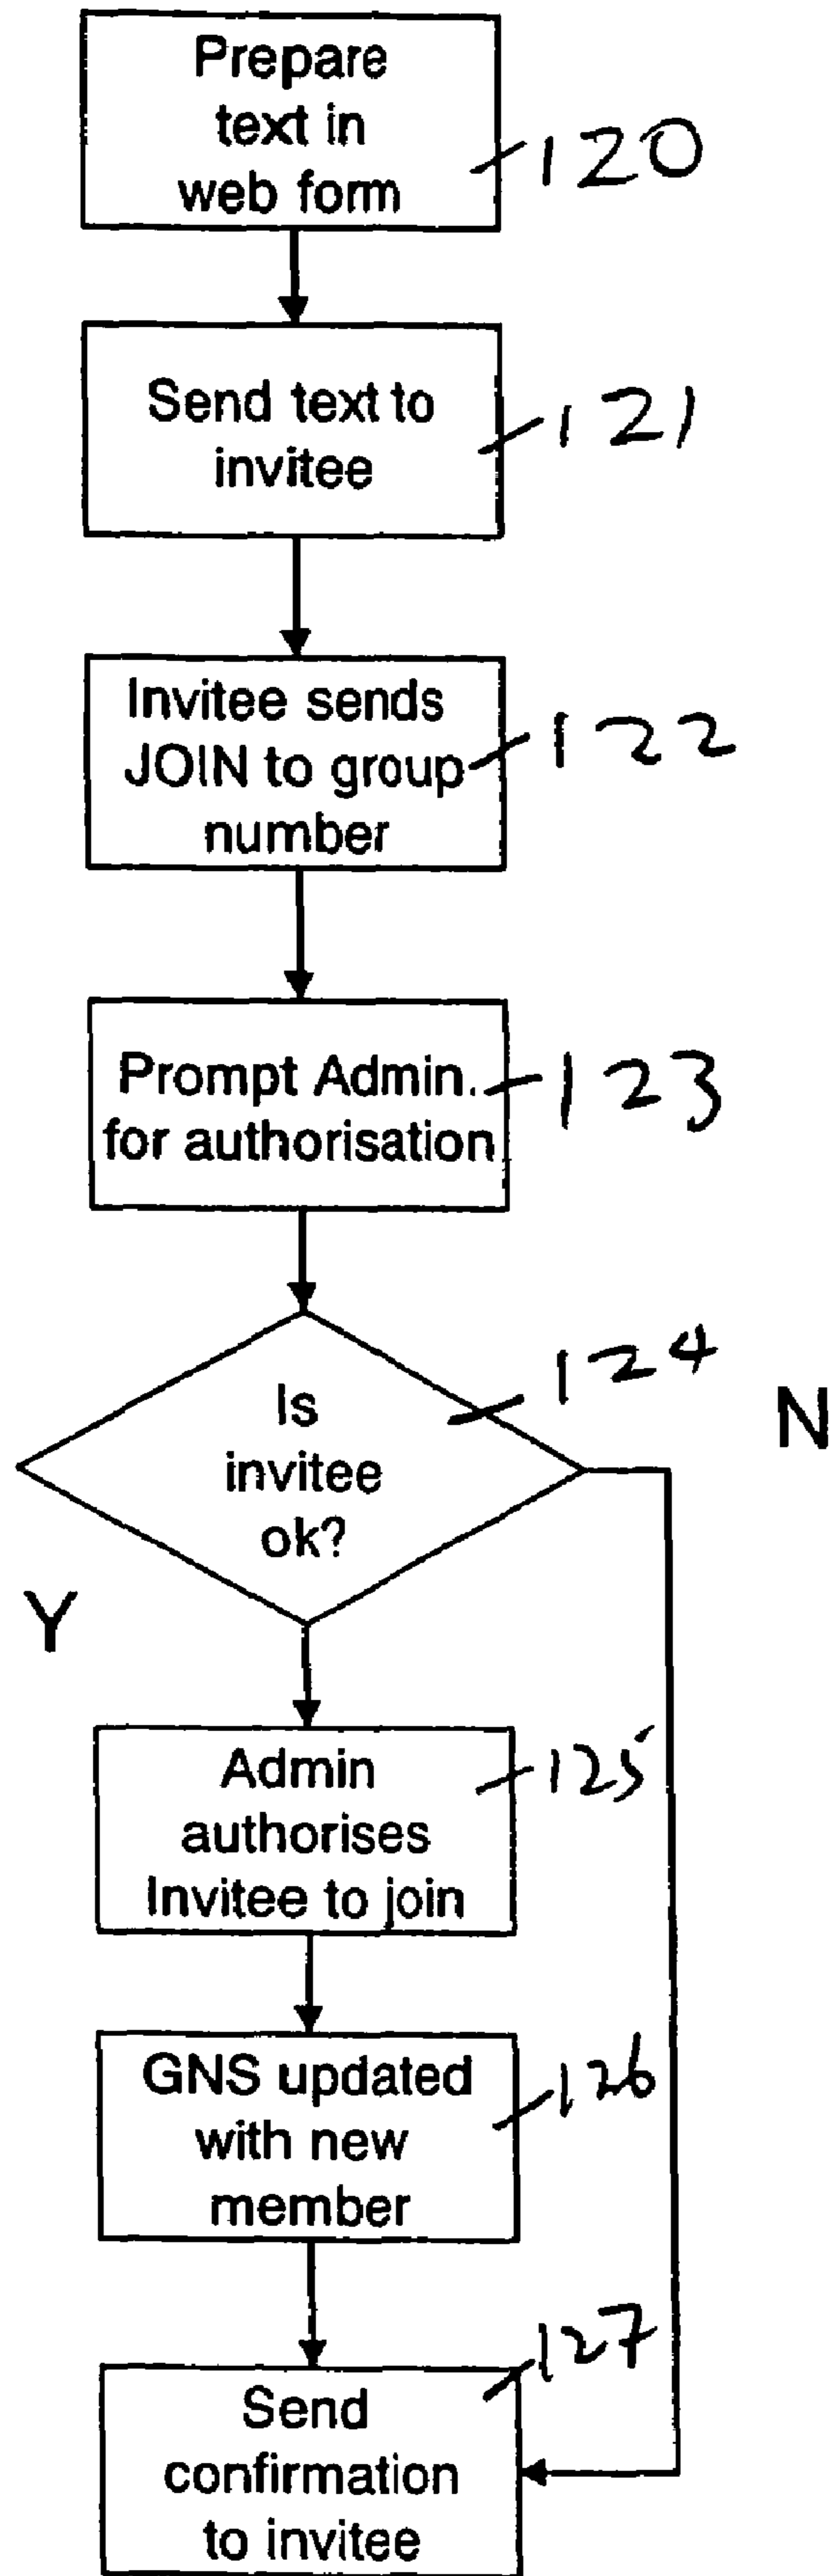 Prepare
text in
web form
120
Send text to
invitee
121
Invitee sends
JOIN to group
number
122
Prompt Admin.
for authorisation
123
Is
invitee
ok?
124
N
Y
Admin
authorises
Invitee to join
125
GNS updated
with new
member
126
Send
confirmation
to invitee
127